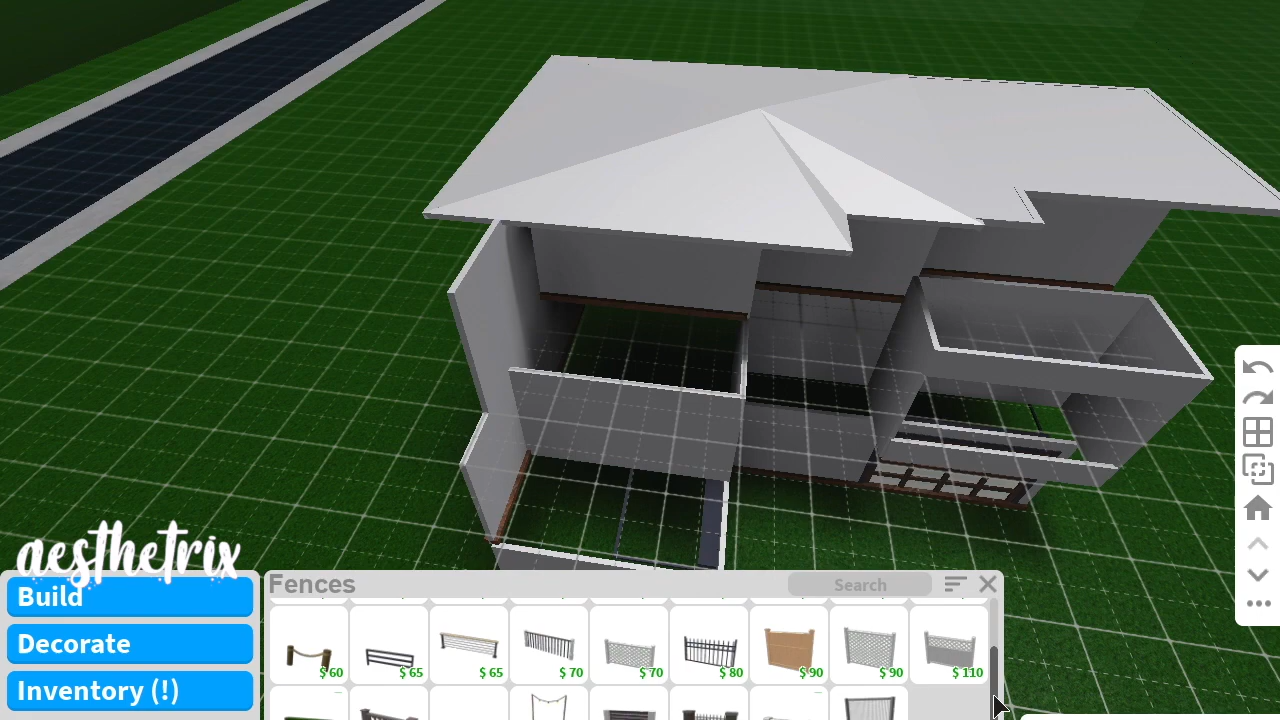 aesthetrix
Build
Decorate
Inventory (!)
Fences
Search
$60
$65
$65
$70
$70
$80
$90
$90
$110